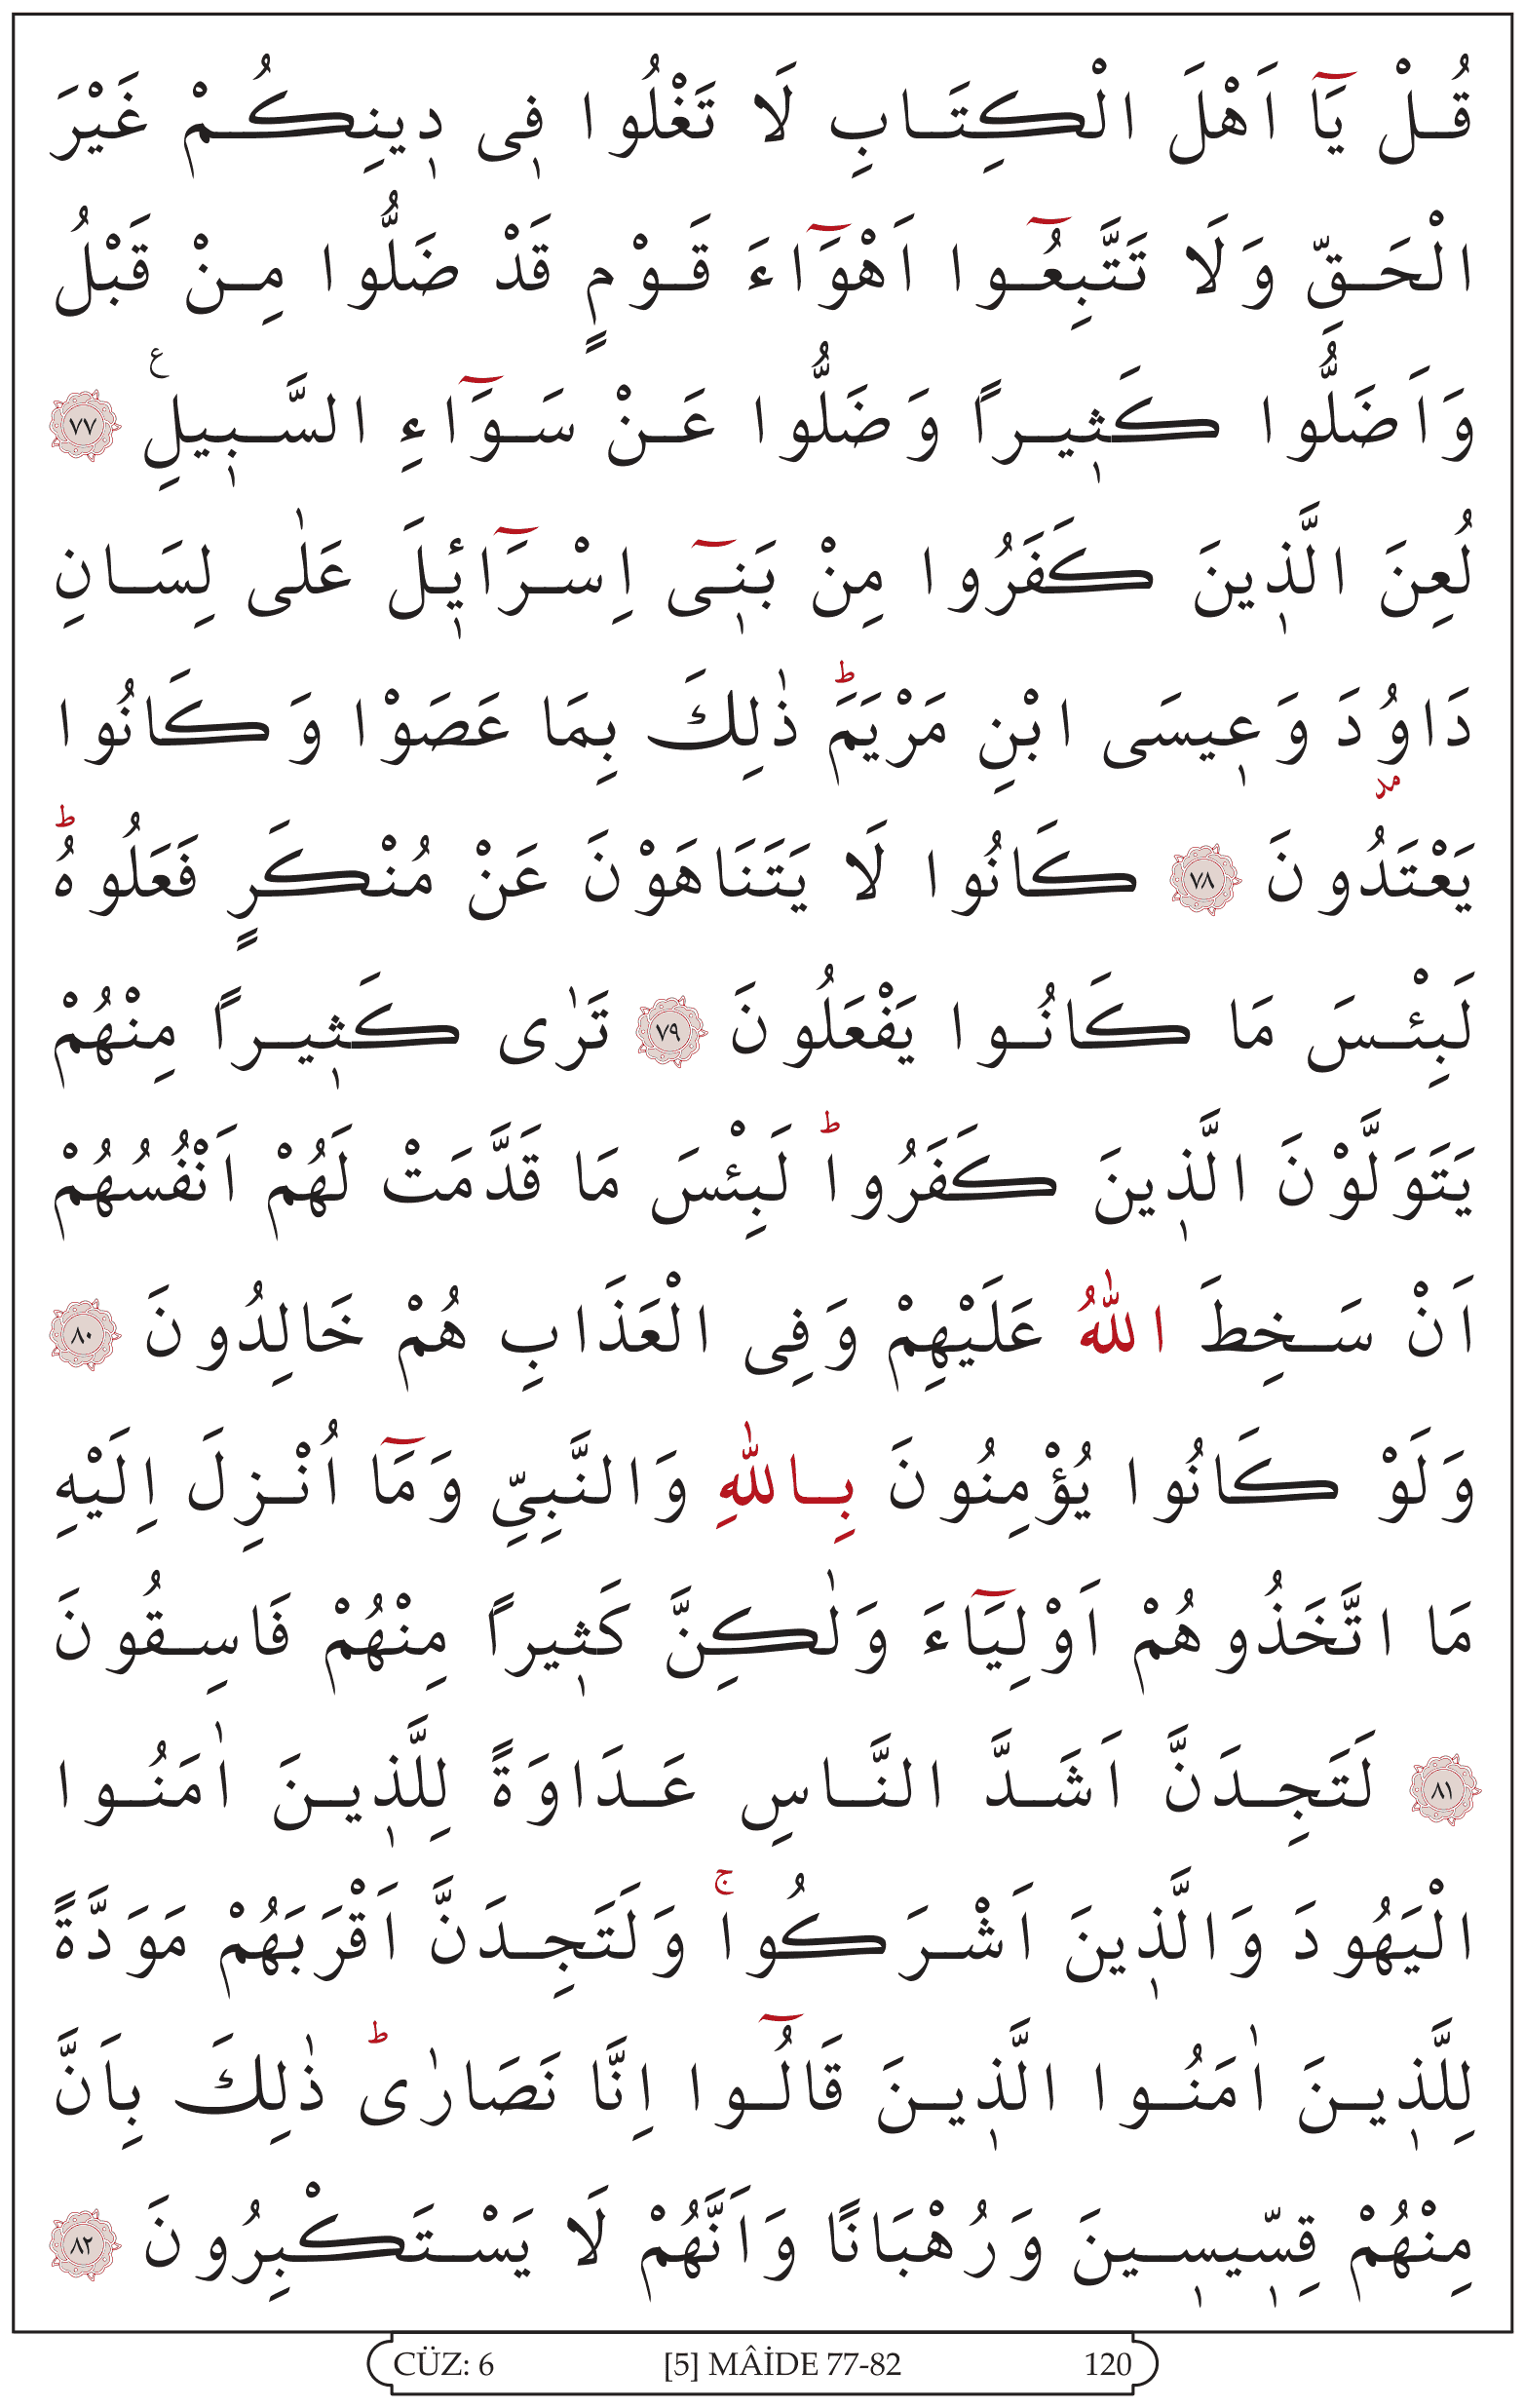 قُلْ يَٓا اَهْلَ الْكِتَابِ لَا تَغْلُوا ف۪ى د۪ينِكُمْ غَيْرَ
الْحَقِّ وَلَا تَتَّبِعُٓوا اَهْوَٓاءَ قَوْمٍ قَدْ ضَلُّوا مِنْ قَبْلُ
وَاَضَلُّوا كَث۪يرًا وَضَلُّوا عَنْ سَوَٓاءِ السَّب۪يلِ ۟ ﴿٧٧﴾
لُعِنَ الَّذ۪ينَ كَفَرُوا مِنْ بَن۪ٓى اِسْرَٓائ۪لَ عَلٰى لِسَانِ
دَاوُ۫دَ وَع۪يسَى ابْنِ مَرْيَمَۜ ذٰلِكَ بِمَا عَصَوْا وَكَانُوا
يَعْتَدُونَ ﴿٧٨﴾ كَانُوا لَا يَتَنَاهَوْنَ عَنْ مُنْكَرٍ فَعَلُوهُۜ
لَبِئْسَ مَا كَانُوا يَفْعَلُونَ ﴿٧٩﴾ تَرٰى كَث۪يرًا مِنْهُمْ
يَتَوَلَّوْنَ الَّذ۪ينَ كَفَرُواۜ لَبِئْسَ مَا قَدَّمَتْ لَهُمْ اَنْفُسُهُمْ
اَنْ سَخِطَ اللّٰهُ عَلَيْهِمْ وَفِى الْعَذَابِ هُمْ خَالِدُونَ ﴿٨٠﴾
وَلَوْ كَانُوا يُؤْمِنُونَ بِاللّٰهِ وَالنَّبِيِّ وَمَٓا اُنْزِلَ اِلَيْهِ
مَا اتَّخَذُوهُمْ اَوْلِيَٓاءَ وَلٰكِنَّ كَث۪يرًا مِنْهُمْ فَاسِقُونَ
﴿٨١﴾ لَتَجِدَنَّ اَشَدَّ النَّاسِ عَدَاوَةً لِلَّذ۪ينَ اٰمَنُوا
الْيَهُودَ وَالَّذ۪ينَ اَشْرَكُواۚ وَلَتَجِدَنَّ اَقْرَبَهُمْ مَوَدَّةً
لِلَّذ۪ينَ اٰمَنُوا الَّذ۪ينَ قَالُٓوا اِنَّا نَصَارٰىۜ ذٰلِكَ بِاَنَّ
مِنْهُمْ قِسّ۪يس۪ينَ وَرُهْبَانًا وَاَنَّهُمْ لَا يَسْتَكْبِرُونَ ﴿٨٢﴾
CÜZ: 6 [5] MÂİDE 77-82 120